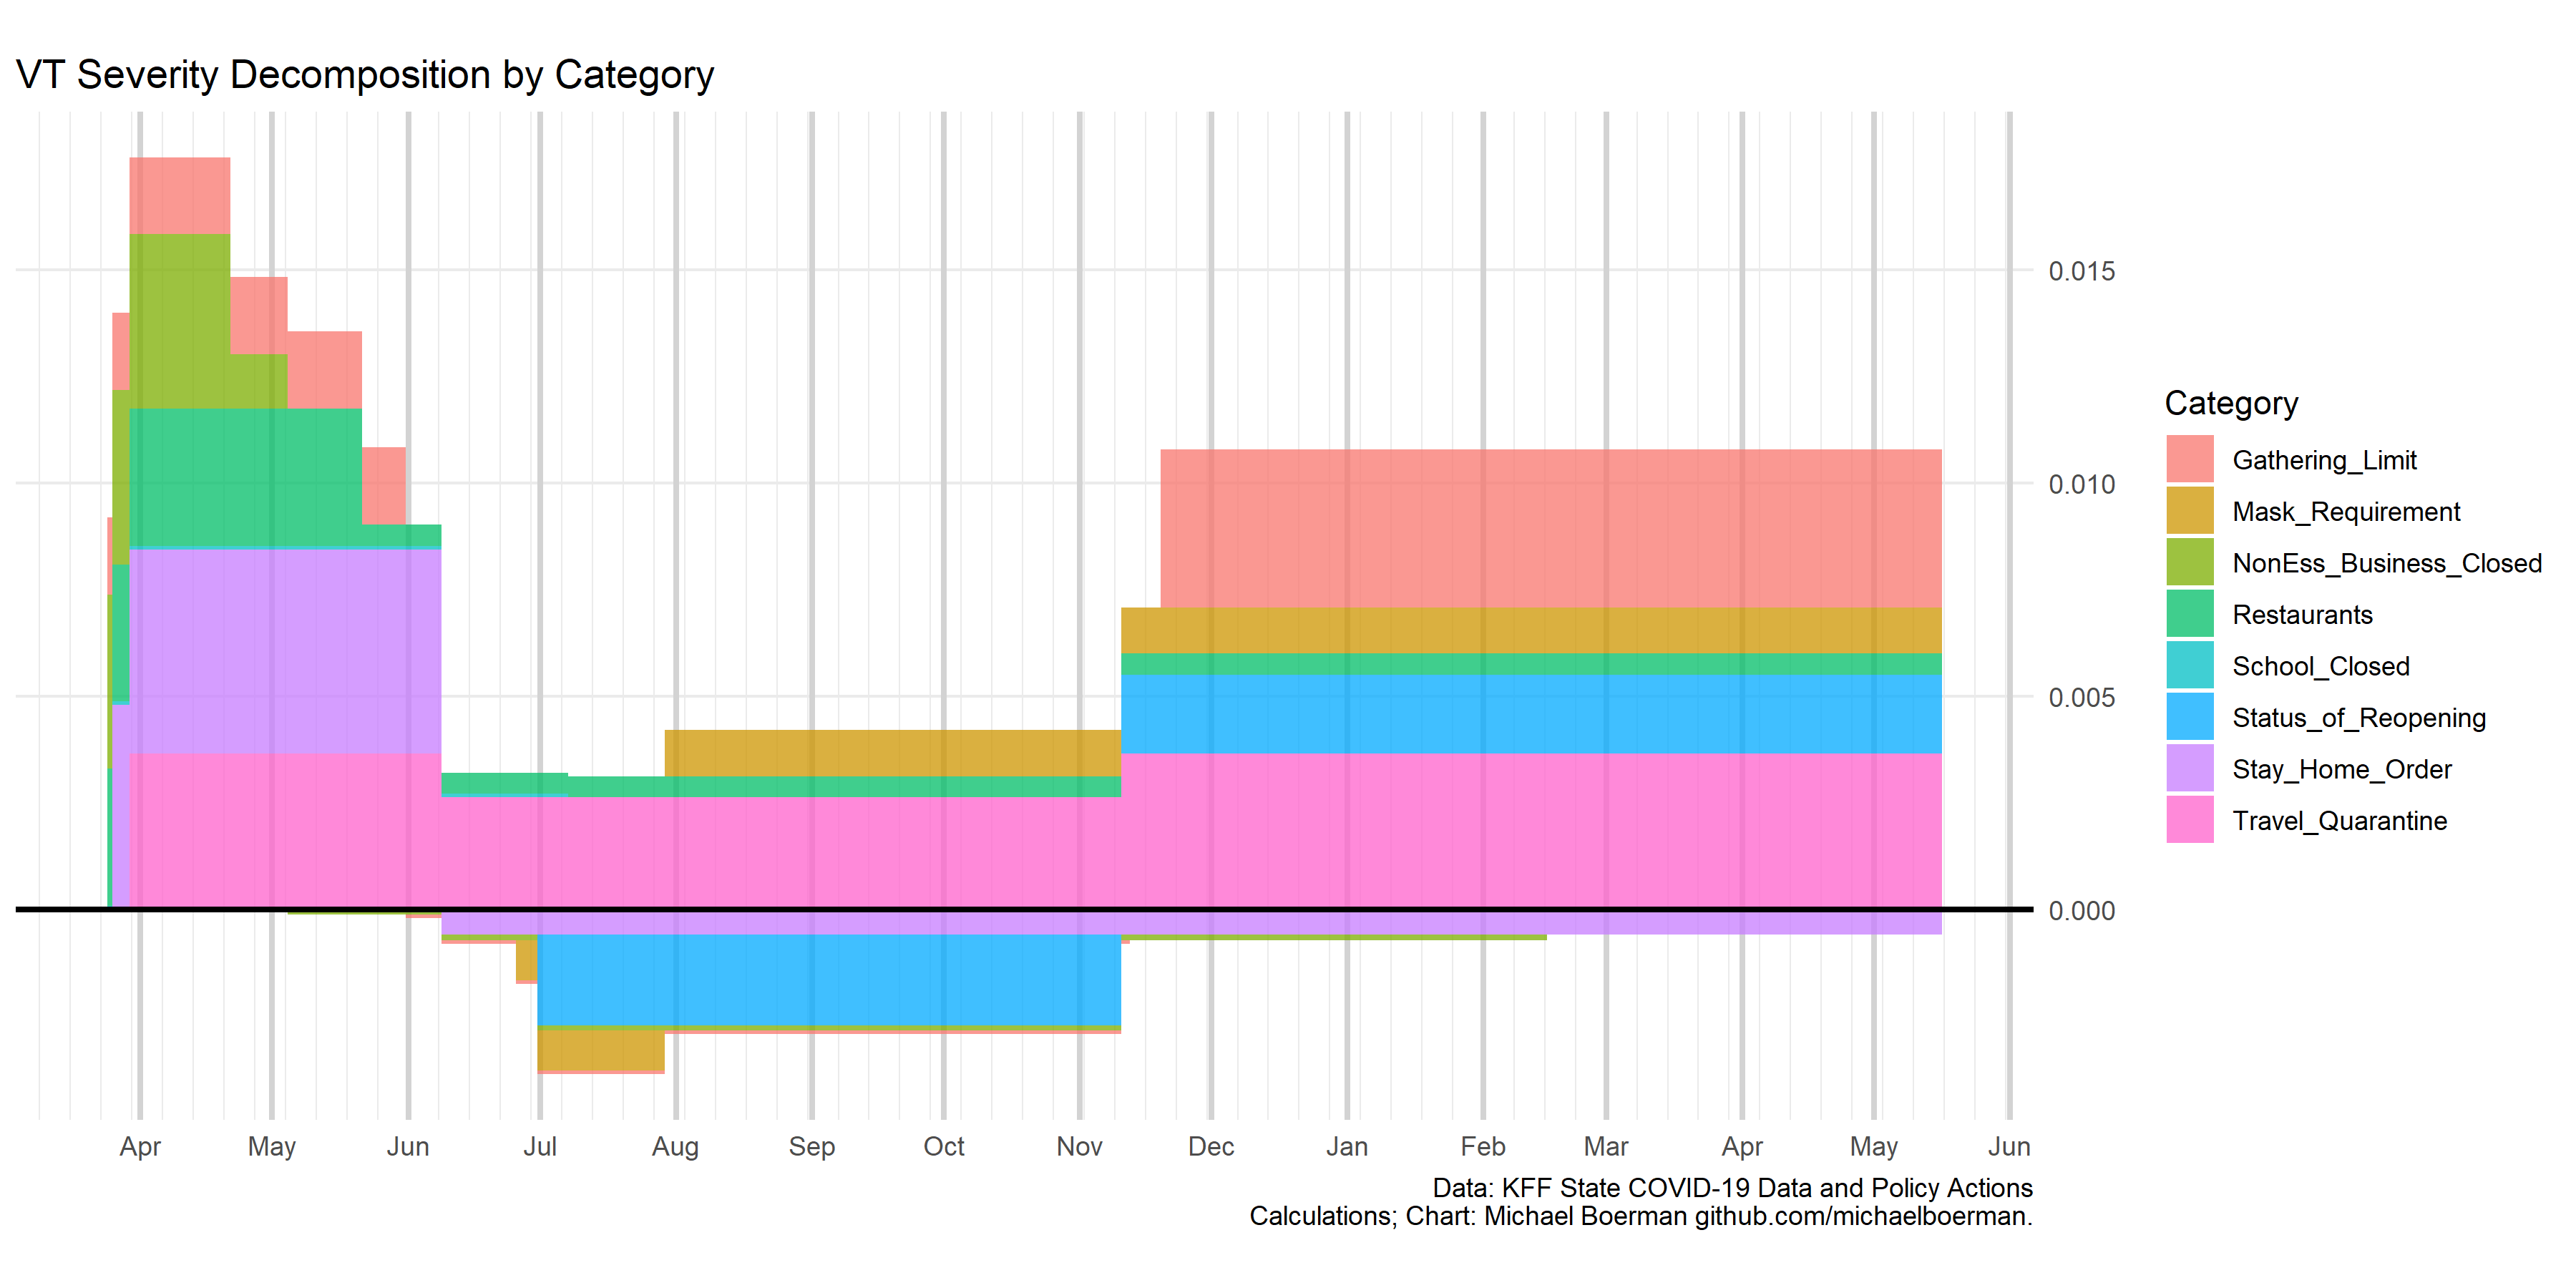 VT Severity Decomposition by Category
0.015
0.010
0.005
0.000
Apr May Jun Jul Aug Sep Oct Nov Dec Jan Feb Mar Apr May Jun
Data: KFF State COVID-19 Data and Policy Actions
Calculations; Chart: Michael Boerman github.com/michaelboerman.
Category
Gathering_Limit
Mask_Requirement
NonEss_Business_Closed
Restaurants
School_Closed
Status_of_Reopening
Stay_Home_Order
Travel_Quarantine